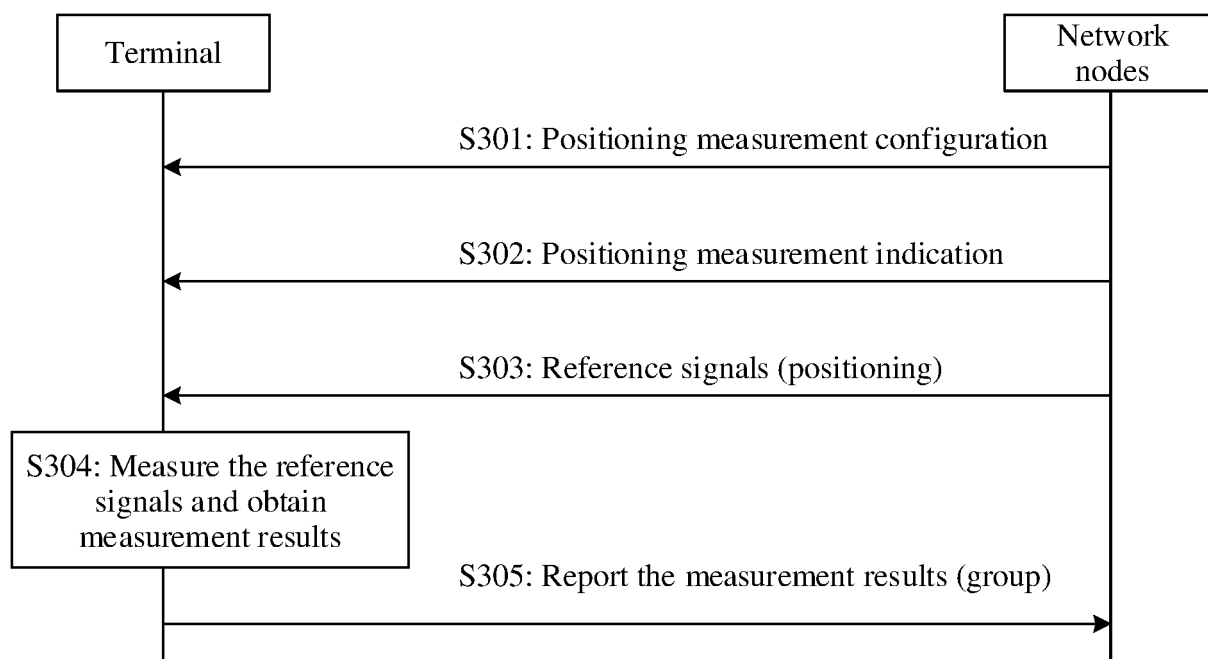 Terminal
Network
nodes
S301: Positioning measurement configuration
S302: Positioning measurement indication
S303: Reference signals (positioning)
S304: Measure the reference
signals and obtain
measurement results
S305: Report the measurement results (group)